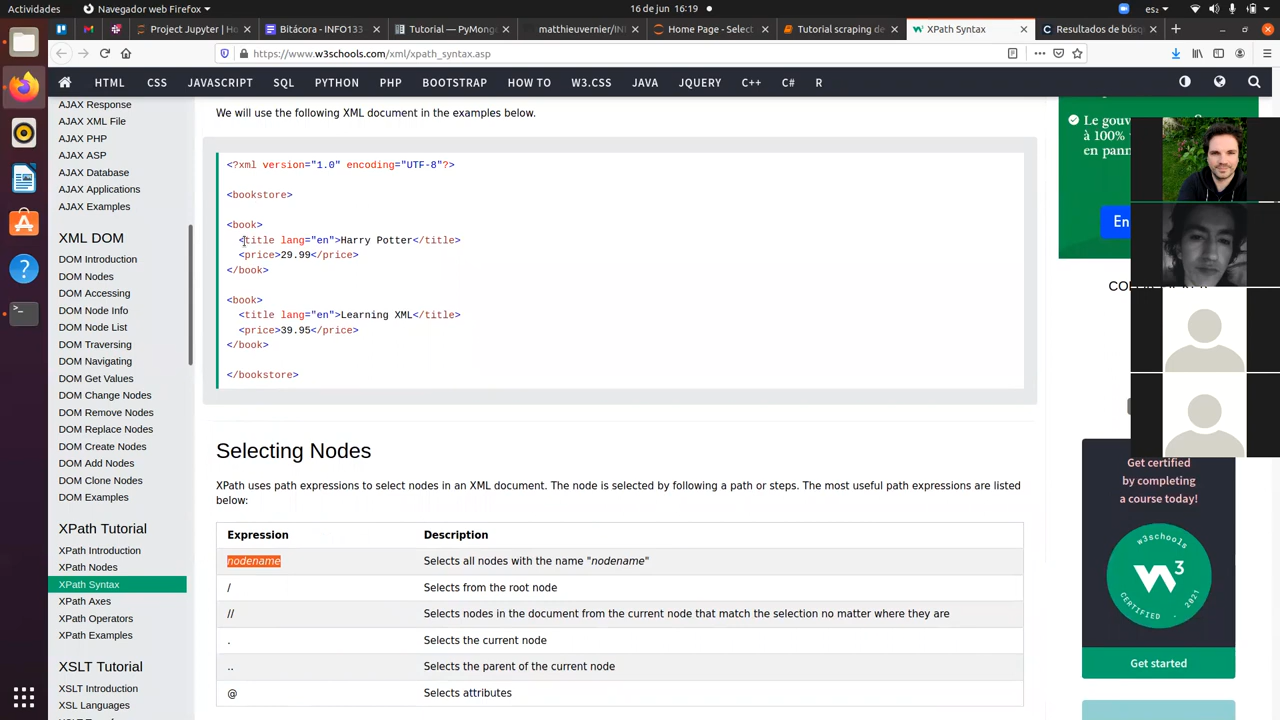 Actividades
Navegador web Firefox
16 de jun 16:19
es2
Project Jupyter | Ho
Bitácora - INFO133
Tutorial — PyMong
matthieuvernier/IN
Home Page - Select
Tutorial scraping de
XPath Syntax
Resultados de búsq
https://www.w3schools.com/xml/xpath_syntax.asp
HTML CSS JAVASCRIPT SQL PYTHON PHP BOOTSTRAP HOW TO W3.CSS JAVA JQUERY C++ C# R
AJAX Response
AJAX XML File
AJAX PHP
AJAX ASP
AJAX Database
AJAX Applications
AJAX Examples
XML DOM
DOM Introduction
DOM Nodes
DOM Accessing
DOM Node Info
DOM Node List
DOM Traversing
DOM Navigating
DOM Get Values
DOM Change Nodes
DOM Remove Nodes
DOM Replace Nodes
DOM Create Nodes
DOM Add Nodes
DOM Clone Nodes
DOM Examples
XPath Tutorial
XPath Introduction
XPath Nodes
XPath Syntax
XPath Axes
XPath Operators
XPath Examples
XSLT Tutorial
XSLT Introduction
XSL Languages
We will use the following XML document in the examples below.
<?xml version="1.0" encoding="UTF-8"?>
<bookstore>
<book>
<title lang="en">Harry Potter</title>
<price>29.99</price>
</book>
<book>
<title lang="en">Learning XML</title>
<price>39.95</price>
</book>
</bookstore>
Selecting Nodes
XPath uses path expressions to select nodes in an XML document. The node is selected by following a path or steps. The most useful path expressions are listed
below:
Expression Description
nodename Selects all nodes with the name "nodename"
/ Selects from the root node
// Selects nodes in the document from the current node that match the selection no matter where they are
. Selects the current node
.. Selects the parent of the current node
@ Selects attributes
Le gouv
à 100%
en pann
En
Get certified
by completing
a course today!
w3schools
W3
CERTIFIED . 2021
Get started